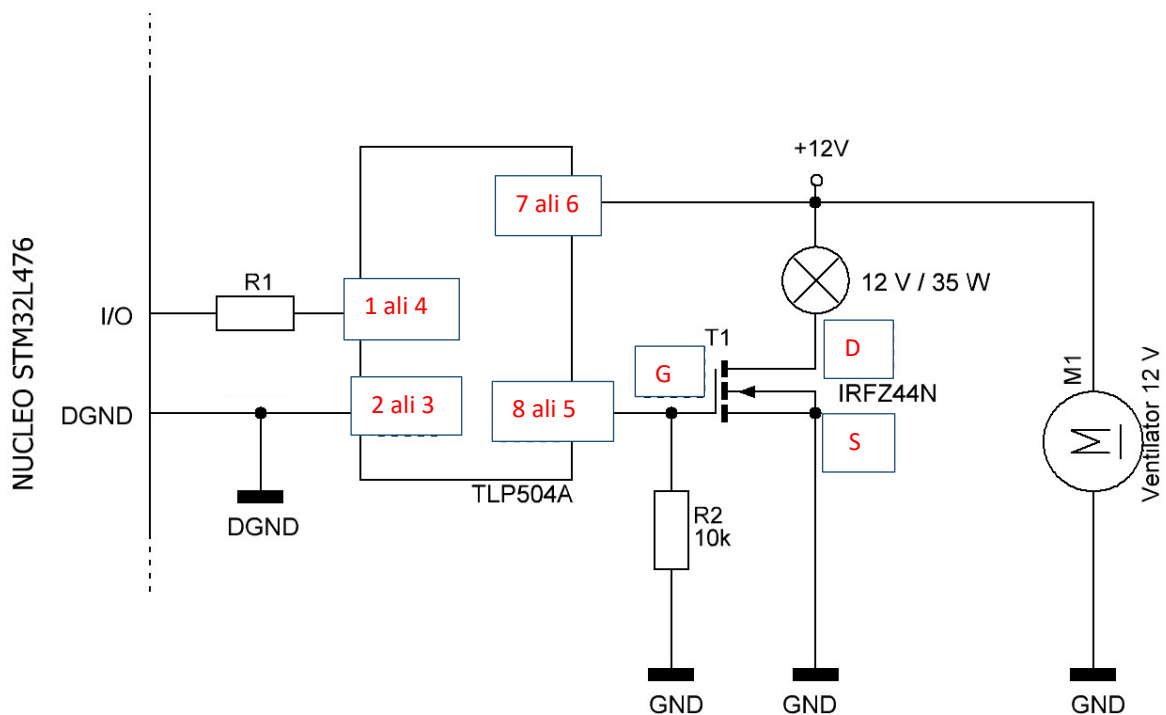 +12V
7 ali 6
NUCLEO STM32L476
R1
I/O
1 ali 4
12 V / 35 W
T1
D
G
IRFZ44N
M1
Ventilator 12 V
M
DGND
2 ali 3
8 ali 5
S
TLP504A
DGND
R2
10k
GND
GND
GND